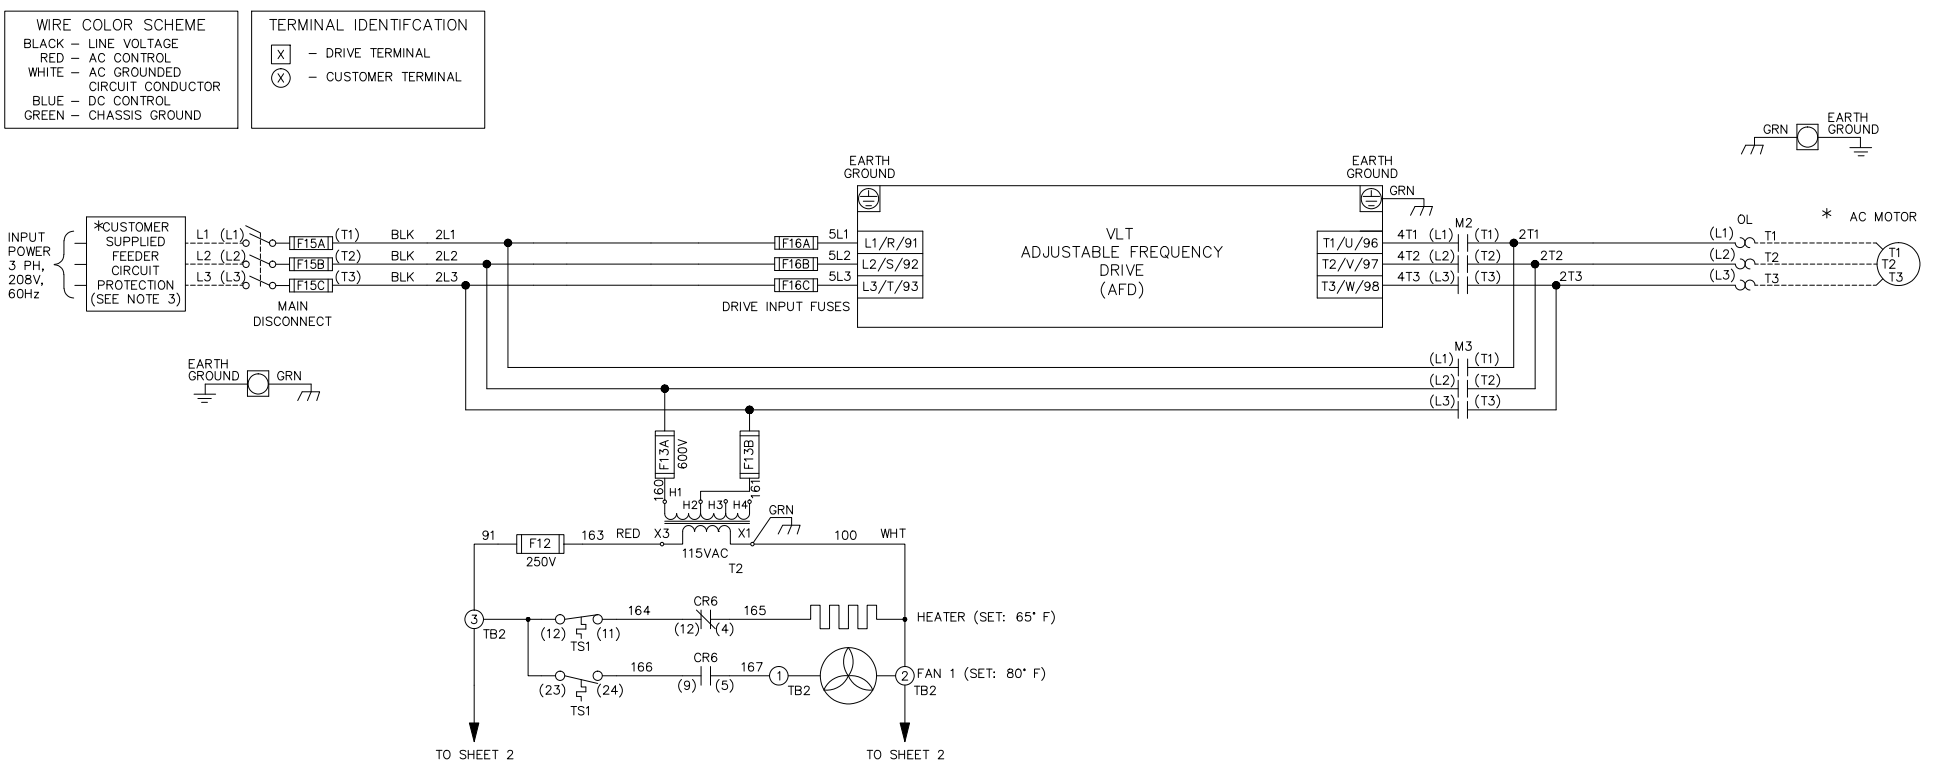 WIRE COLOR SCHEME
BLACK – LINE VOLTAGE
RED – AC CONTROL
WHITE – AC GROUNDED
CIRCUIT CONDUCTOR
BLUE – DC CONTROL
GREEN – CHASSIS GROUND
TERMINAL IDENTIFCATION
X – DRIVE TERMINAL
X – CUSTOMER TERMINAL
INPUT
POWER
3 PH,
208V,
60Hz
*CUSTOMER
SUPPLIED
FEEDER
CIRCUIT
PROTECTION
(SEE NOTE 3)
L1 (L1) F15A (T1) BLK 2L1
L2 (L2) F15B (T2) BLK 2L2
L3 (L3) F15C (T3) BLK 2L3
MAIN
DISCONNECT
EARTH
GROUND GRN
F16A 5L1
F16B 5L2
F16C 5L3
DRIVE INPUT FUSES
EARTH
GROUND
L1/R/91
L2/S/92
L3/T/93
VLT
ADJUSTABLE FREQUENCY
DRIVE
(AFD)
EARTH
GROUND
GRN
T1/U/96
T2/V/97
T3/W/98
M2
4T1 (L1) (T1) 2T1
4T2 (L2) (T2) 2T2
4T3 (L3) (T3) 2T3
M3
(L1) (T1)
(L2) (T2)
(L3) (T3)
GRN
EARTH
GROUND
OL
(L1) T1
(L2) T2
(L3) T3
* AC MOTOR
T1
T2
T3
F13A
600V
F13B
160
161
H1
H2 H3 H4
GRN
91 F12 163 RED X3 X1 100 WHT
250V
115VAC
T2
3
TB2
(12) (11)
TS1
164
CR6
(12) (4)
165
HEATER (SET: 65° F)
(23) (24)
TS1
166
CR6
(9) (5)
167
1
TB2
2
TB2
FAN 1 (SET: 80° F)
TO SHEET 2
TO SHEET 2